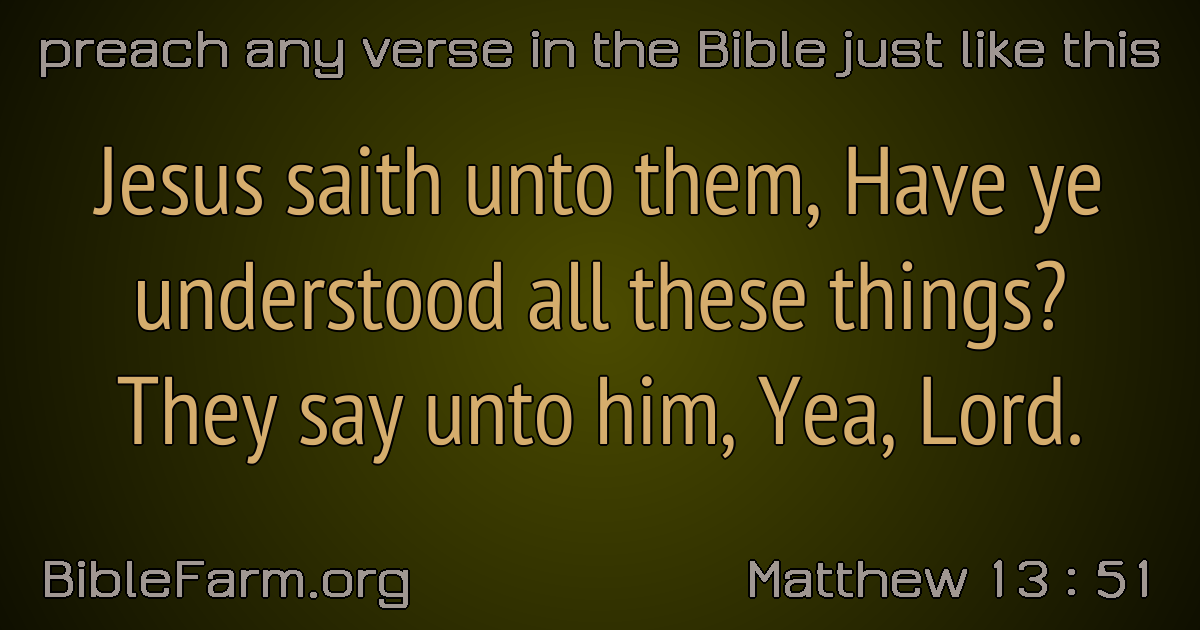 preach any verse in the Bible just like this
Jesus saith unto them, Have ye
understood all these things?
They say unto him, Yea, Lord.
BibleFarm.org
Matthew 13 : 51